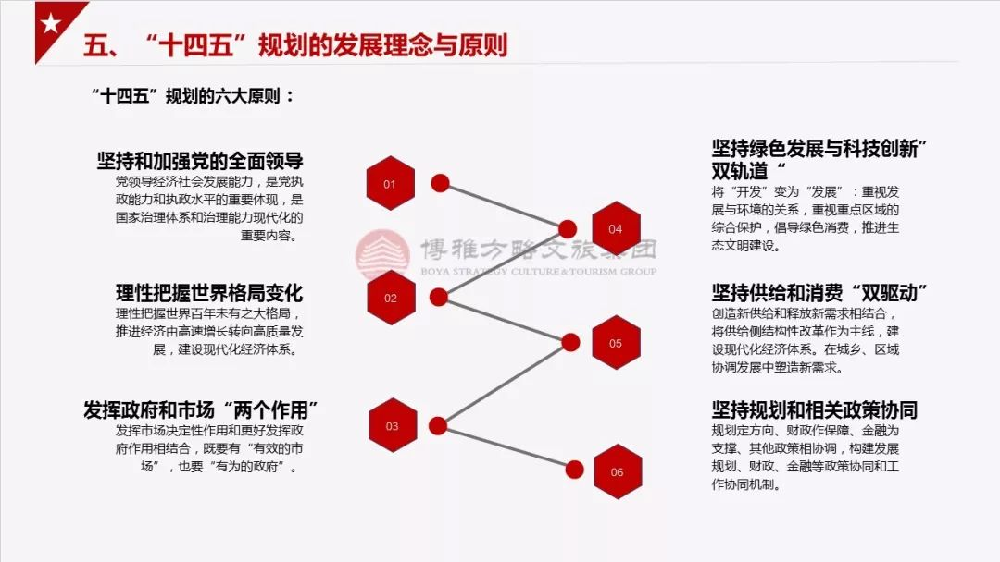 五、“十四五”规划的发展理念与原则
“十四五”规划的六大原则：
坚持和加强党的全面领导
党领导经济社会发展能力，是党执
政能力和执政水平的重要体现，是
国家治理体系和治理能力现代化的
重要内容。
01
理性把握世界格局变化
理性把握世界百年未有之大格局，
推进经济由高速增长转向高质量发
展，建设现代化经济体系。
02
发挥政府和市场“两个作用”
发挥市场决定性作用和更好发挥政
府作用相结合，既要有“有效的市
场”，也要“有为的政府”。
03
坚持绿色发展与科技创新”
双轨道“
将“开发”变为“发展”：重视发
展与环境的关系，重视重点区域的
综合保护，倡导绿色消费，推进生
态文明建设。
04
坚持供给和消费“双驱动”
创造新供给和释放新需求相结合，
将供给侧结构性改革作为主线，建
设现代化经济体系。在城乡、区域
协调发展中塑造新需求。
05
坚持规划和相关政策协同
规划定方向、财政作保障、金融为
支撑、其他政策相协调，构建发展
规划、财政、金融等政策协同和工
作协同机制。
06
博雅方略文旅集团
BOYA STRATEGY CULTURE & TOURISM GROUP